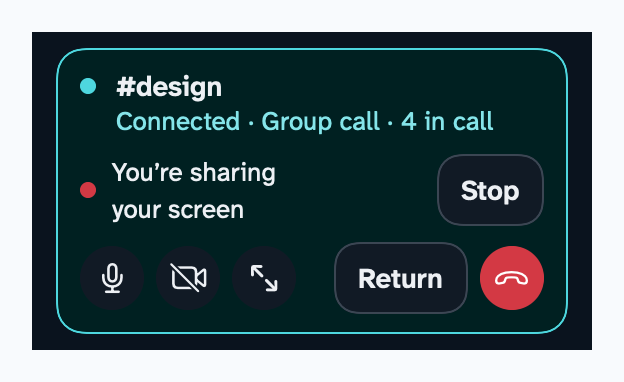 #design
Connected · Group call · 4 in call
You’re sharing
your screen
Stop
Return